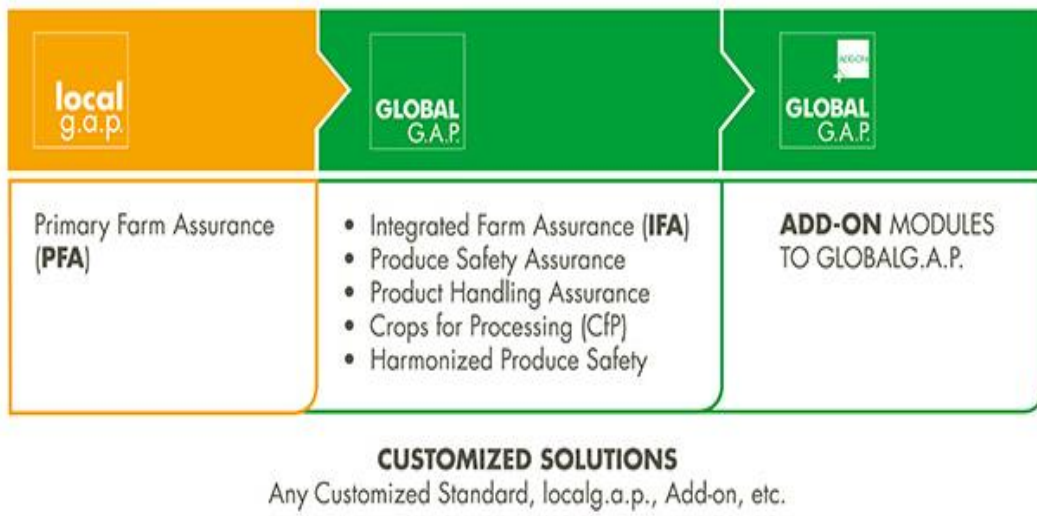 local
g.a.p.
GLOBAL
G.A.P.
ADD-ON
+
GLOBAL
G.A.P.
Primary Farm Assurance
(PFA)
• Integrated Farm Assurance (IFA)
• Produce Safety Assurance
• Product Handling Assurance
• Crops for Processing (CfP)
• Harmonized Produce Safety
ADD-ON MODULES
TO GLOBALG.A.P.
CUSTOMIZED SOLUTIONS
Any Customized Standard, localg.a.p., Add-on, etc.